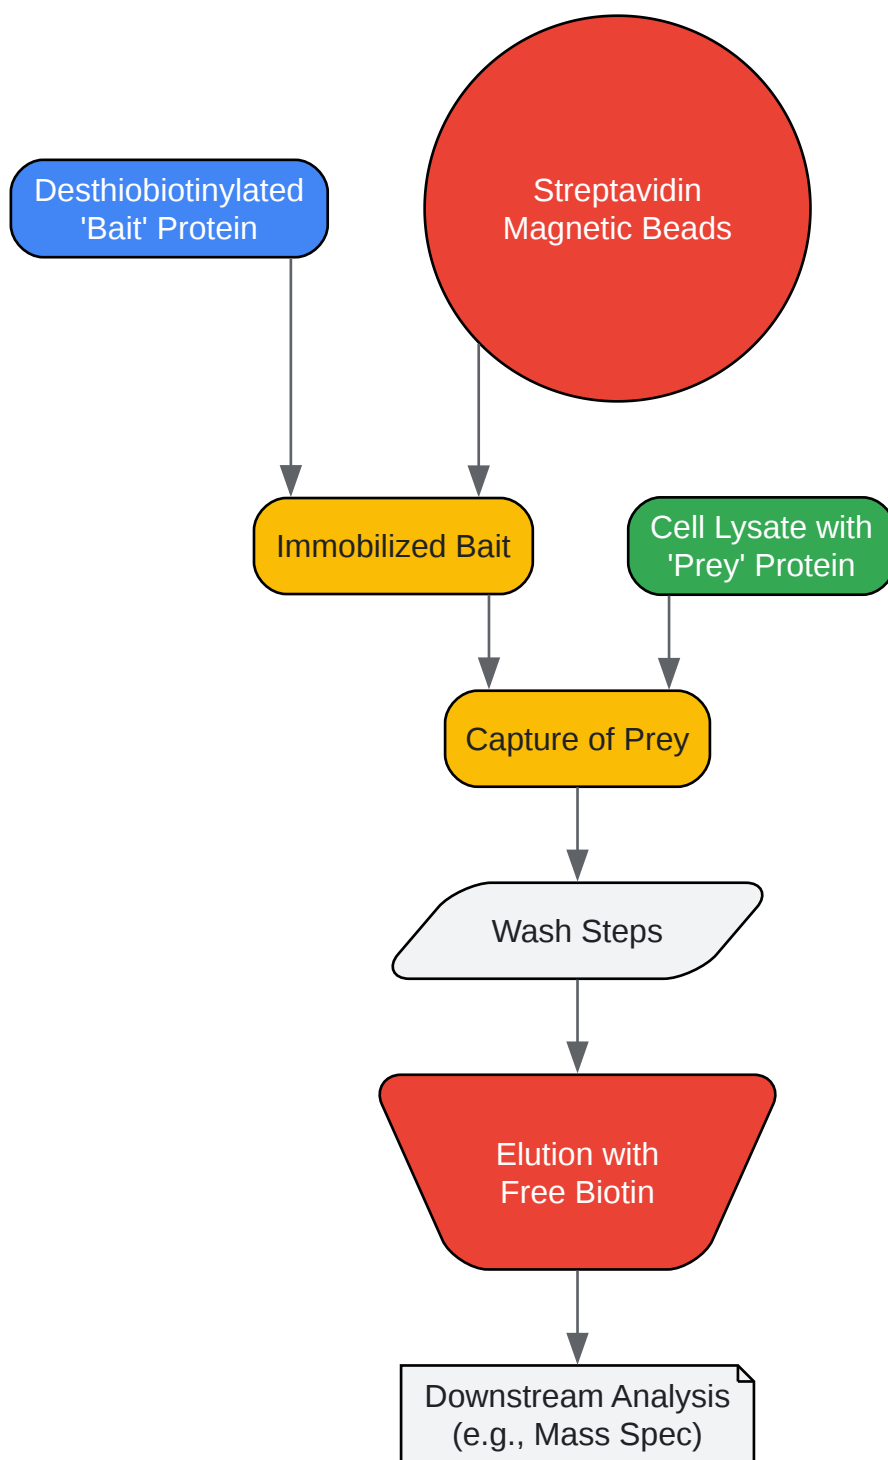 Desthiobiotinylated
'Bait' Protein
Streptavidin
Magnetic Beads
Immobilized Bait
Cell Lysate with
'Prey' Protein
Capture of Prey
Wash Steps
Elution with
Free Biotin
Downstream Analysis
(e.g., Mass Spec)